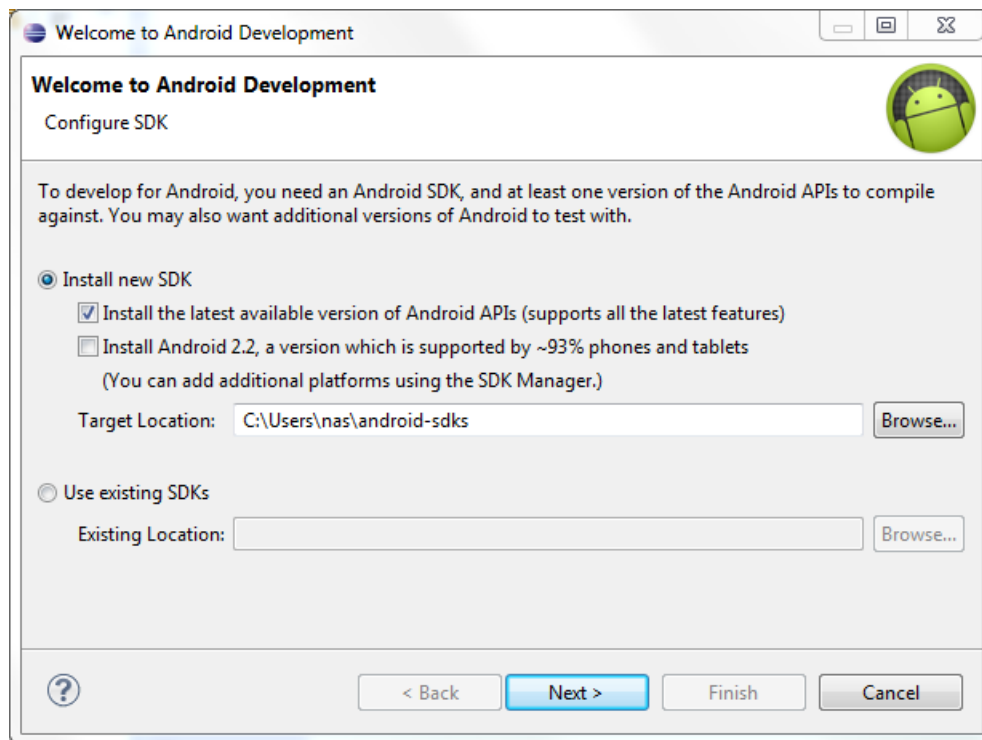 Welcome to Android Development
Welcome to Android Development
Configure SDK
To develop for Android, you need an Android SDK, and at least one version of the Android APIs to compile
against. You may also want additional versions of Android to test with.
Install new SDK
Install the latest available version of Android APIs (supports all the latest features)
Install Android 2.2, a version which is supported by ~93% phones and tablets
(You can add additional platforms using the SDK Manager.)
Target Location: C:\Users\nas\android-sdks Browse...
Use existing SDKs
Existing Location: Browse...
? < Back Next > Finish Cancel